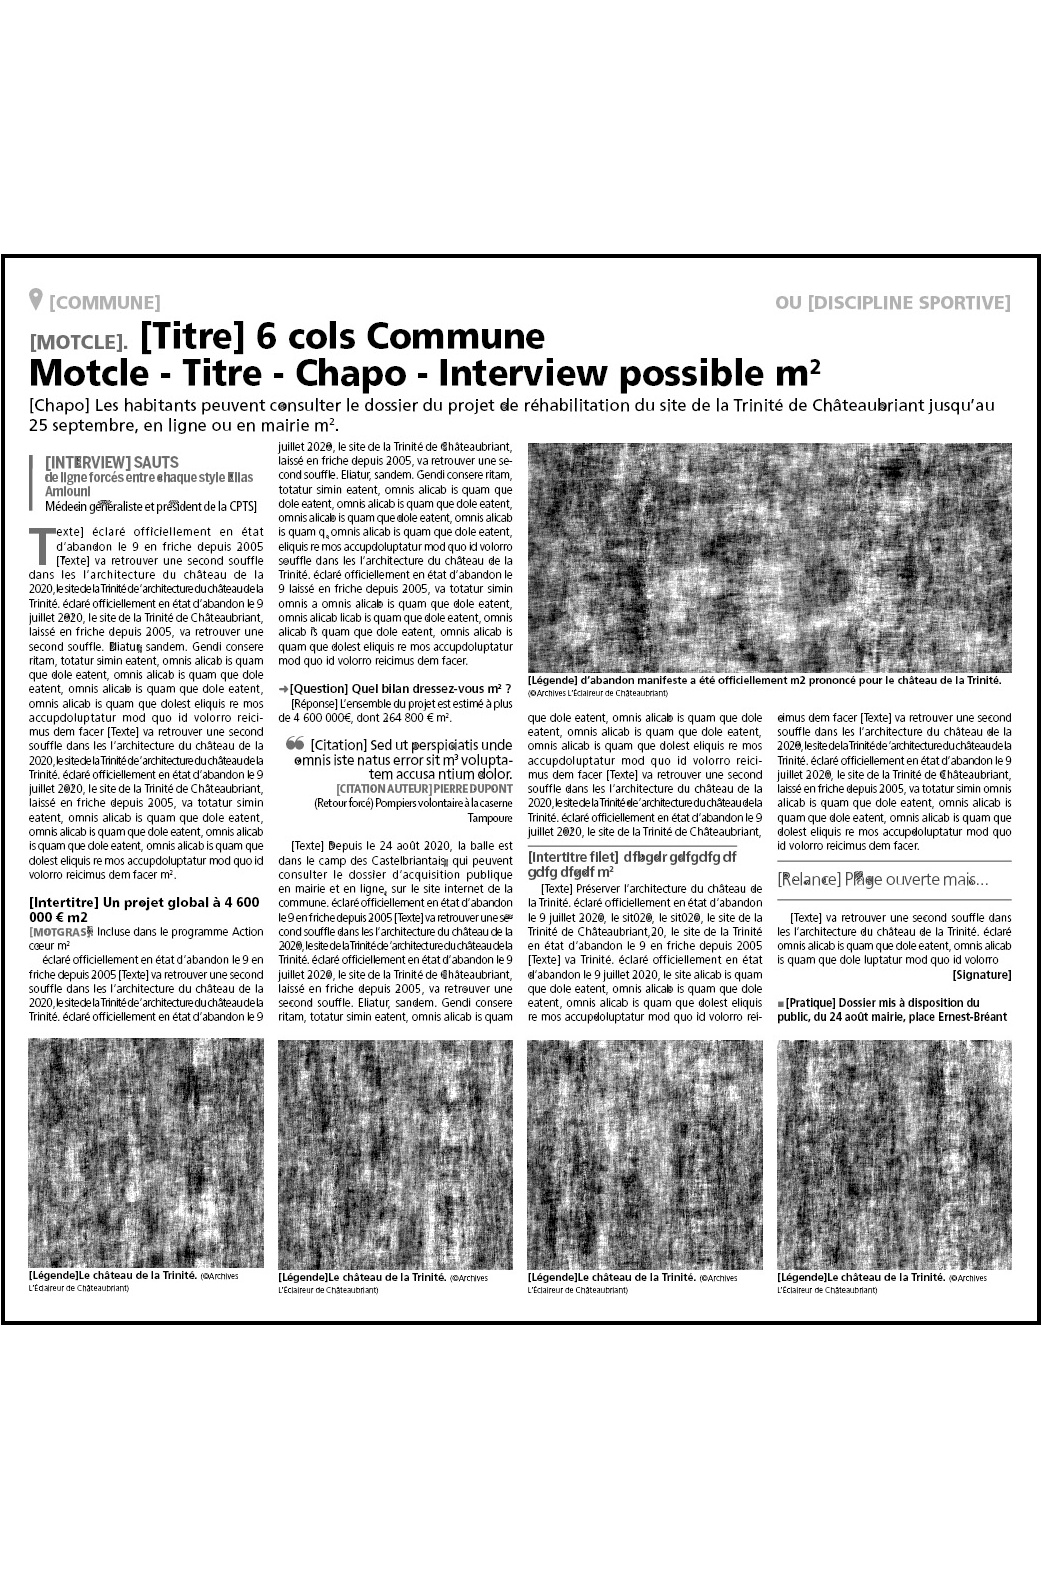 [COMMUNE]
OU [DISCIPLINE SPORTIVE]
[MOTCLE]. [Titre] 6 cols Commune
Motcle - Titre - Chapo - Interview possible m²
[Chapo] Les habitants peuvent consulter le dossier du projet de réhabilitation du site de la Trinité de Châteaubriant jusqu’au
25 septembre, en ligne ou en mairie m².
[INTERVIEW] SAUTS
de ligne forcés entre chaque style Elias
Amlouni
Médecin généraliste et président de la CPTS]
Texte] éclaré officiellement en état
d’abandon le 9 en friche depuis 2005
[Texte] va retrouver une second souffle
dans les l’architecture du château de la
2020, le site de la Trinité de ’architecture du château de la
Trinité. éclaré officiellement en état d’abandon le 9
juillet 2020, le site de la Trinité de Châteaubriant,
laissé en friche depuis 2005, va retrouver une
second souffle. Eliatur, sandem. Gendi consere
ritam, totatur simin eatent, omnis alicab is quam
que dole eatent, omnis alicab is quam que dole
eatent, omnis alicab is quam que dole eatent,
omnis alicab is quam que dolest eliquis re mos
accupdoluptatur mod quo id volorro reici-
mus dem facer [Texte] va retrouver une second
souffle dans les l’architecture du château de la
2020, le site de la Trinité de ’architecture du château de la
Trinité. éclaré officiellement en état d’abandon le 9
juillet 2020, le site de la Trinité de Châteaubriant,
laissé en friche depuis 2005, va totatur simin
eatent, omnis alicab is quam que dole eatent,
omnis alicab is quam que dole eatent, omnis alicab
is quam que dole eatent, omnis alicab is quam que
dolest eliquis re mos accupdoluptatur mod quo id
volorro reicimus dem facer m².
[Intertitre] Un projet global à 4 600
000 € m2
[MOTGRAS] Incluse dans le programme Action
cœur m²
éclaré officiellement en état d’abandon le 9 en
friche depuis 2005 [Texte] va retrouver une second
souffle dans les l’architecture du château de la
2020, le site de la Trinité de ’architecture du château de la
Trinité. éclaré officiellement en état d’abandon le 9
juillet 2020, le site de la Trinité de Châteaubriant,
laissé en friche depuis 2005, va retrouver une se-
cond souffle. Eliatur, sandem. Gendi consere ritam,
totatur simin eatent, omnis alicab is quam que
dole eatent, omnis alicab is quam que dole eatent,
omnis alicab is quam que dole eatent, omnis alicab
is quam q, omnis alicab is quam que dole eatent,
eliquis re mos accupdoluptatur mod quo id volorro
souffle dans les l’architecture du château de la
Trinité. éclaré officiellement en état d’abandon le
9 laissé en friche depuis 2005, va totatur simin
omnis a omnis alicab is quam que dole eatent,
omnis alicab licab is quam que dole eatent, omnis
alicab is quam que dole eatent, omnis alicab is
quam que dolest eliquis re mos accupdoluptatur
mod quo id volorro reicimus dem facer.
➔[Question] Quel bilan dressez-vous m² ?
[Réponse] L’ensemble du projet est estimé à plus
de 4 600 000€, dont 264 800 € m².
❝ [Citation] Sed ut perspiciatis unde
omnis iste natus error sit m³ volupta-
tem accusa ntium dolor.
[CITATION AUTEUR] PIERRE DUPONT
(Retour forcé) Pompiers volontaire à la caserne
Tampoure
[Texte] Depuis le 24 août 2020, la balle est
dans le camp des Castelbriantais qui peuvent
consulter le dossier d’acquisition publique
en mairie et en ligne, sur le site internet de la
commune. éclaré officiellement en état d’abandon
le 9 en friche depuis 2005 [Texte] va retrouver une se-
cond souffle dans les l’architecture du château de la
2020, le site de la Trinité de ’architecture du château de la
Trinité. éclaré officiellement en état d’abandon le 9
juillet 2020, le site de la Trinité de Châteaubriant,
laissé en friche depuis 2005, va retrouver une
second souffle. Eliatur, sandem. Gendi consere
ritam, totatur simin eatent, omnis alicab is quam
[Légende] d’abandon manifeste a été officiellement m2 prononcé pour le château de la Trinité.
(©Archives L’Éclaireur de Châteaubriant)
que dole eatent, omnis alicab is quam que dole
eatent, omnis alicab is quam que dole eatent,
omnis alicab is quam que dolest eliquis re mos
accupdoluptatur mod quo id volorro reici-
mus dem facer [Texte] va retrouver une second
souffle dans les l’architecture du château de la
2020, le site de la Trinité de ’architecture du château de la
Trinité. éclaré officiellement en état d’abandon le 9
juillet 2020, le site de la Trinité de Châteaubriant,
[Intertitre filet] dfbgdr gdfgdfg df
gdfg dfgdf m²
[Texte] Préserver l’architecture du château de
la Trinité. éclaré officiellement en état d’abandon
le 9 juillet 2020, le sit020, le sit020, le site de la
Trinité de Châteaubriant,20, le site de la Trinité
en état d’abandon le 9 en friche depuis 2005
[Texte] va Trinité. éclaré officiellement en état
d’abandon le 9 juillet 2020, le site alicab is quam
que dole eatent, omnis alicab is quam que dole
eatent, omnis alicab is quam que dolest eliquis
re mos accupdoluptatur mod quo id volorro rei-
eimus dem facer [Texte] va retrouver une second
souffle dans les l’architecture du château de la
2020, le site de la Trinité de ’architecture du château de la
Trinité. éclaré officiellement en état d’abandon le 9
juillet 2020, le site de la Trinité de Châteaubriant,
laissé en friche depuis 2005, va totatur simin omnis
alicab is quam que dole eatent, omnis alicab is
quam que dole eatent, omnis alicab is quam que
dolest eliquis re mos accupdoluptatur mod quo
id volorro reicimus dem facer.
[Relance] Plage ouverte mais…
[Texte] va retrouver une second souffle dans
les l’architecture du château de la Trinité. éclaré
omnis alicab is quam que dole eatent, omnis alicab
is quam que dole luptatur mod quo id volorro
[Signature]
■ [Pratique] Dossier mis à disposition du
public, du 24 août mairie, place Ernest-Bréant
[Légende]Le château de la Trinité. (©Archives
L’Éclaireur de Châteaubriant)
[Légende]Le château de la Trinité. (©Archives
L’Éclaireur de Châteaubriant)
[Légende]Le château de la Trinité. (©Archives
L’Éclaireur de Châteaubriant)
[Légende]Le château de la Trinité. (©Archives
L’Éclaireur de Châteaubriant)